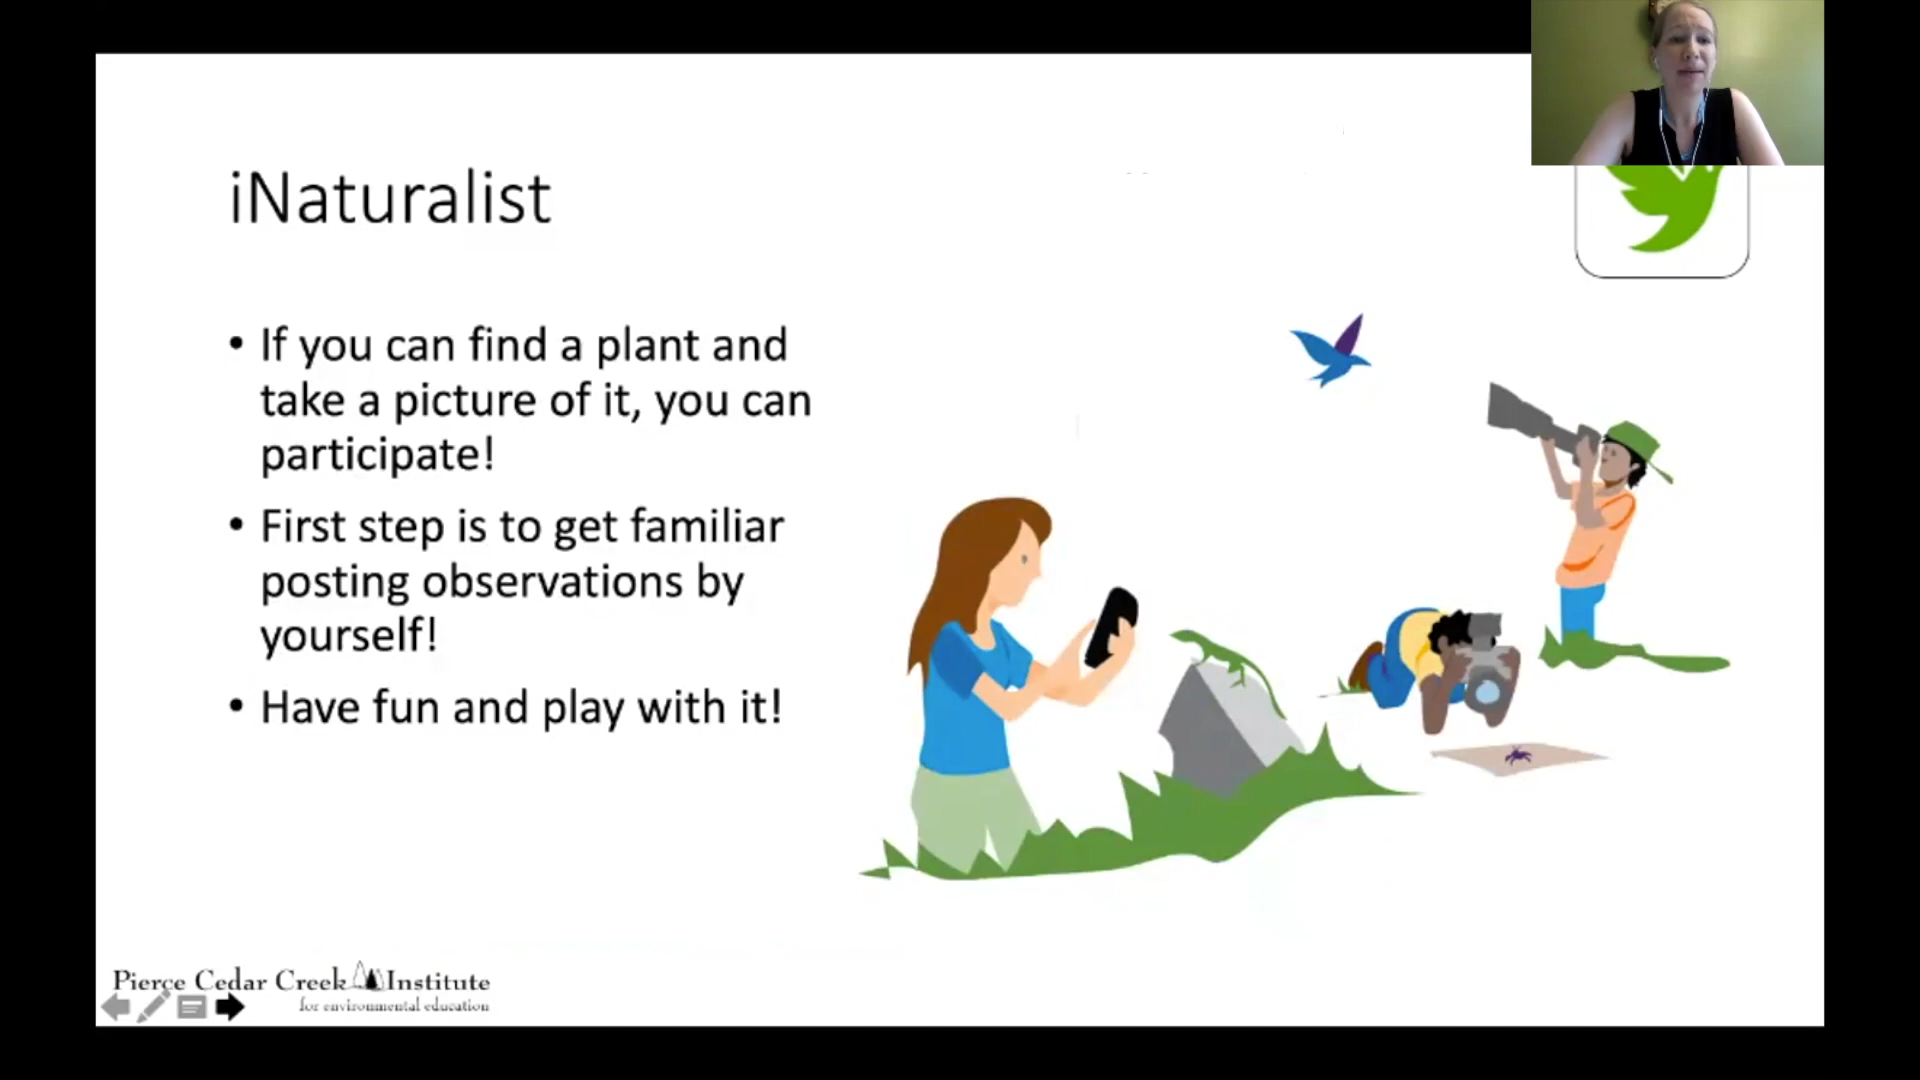 iNaturalist
• If you can find a plant and
take a picture of it, you can
participate!
• First step is to get familiar
posting observations by
yourself!
• Have fun and play with it!
Pierce Cedar Creek Institute
for environmental education